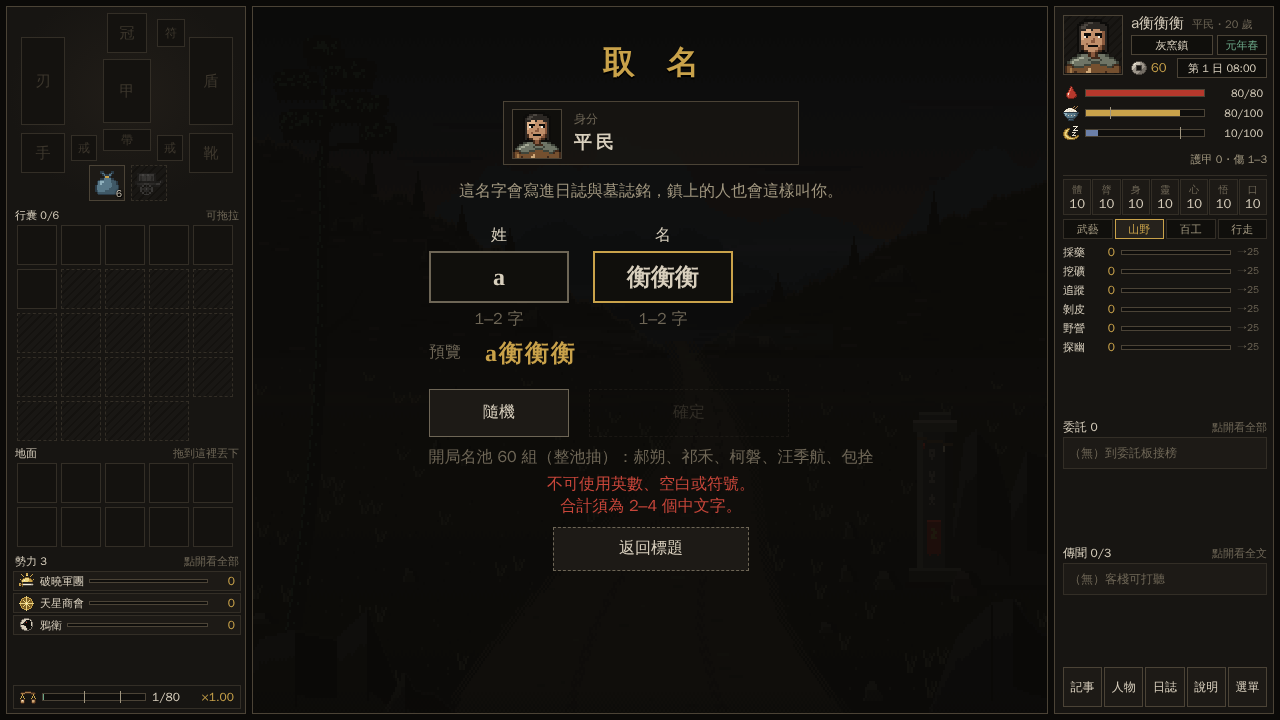 冠
符
刃
甲
盾
手
戒
帶
戒
靴
6
行囊 0/6
可拖拉
地面
拖到這裡丟下
勢力 3
點開看全部
破曉軍團
0
天星商會
0
鴉衛
0
1/80
×1.00
取 名
身分
平民
這名字會寫進日誌與墓誌銘，鎮上的人也會這樣叫你。
姓
名
a
衡衡衡
1–2 字
1–2 字
預覽
a衡衡衡
隨機
確定
開局名池 60 組（整池抽）：郝朔、祁禾、柯磐、汪季航、包拴
不可使用英數、空白或符號。
合計須為 2–4 個中文字。
返回標題
a衡衡衡
平民・20 歲
灰窯鎮
元年春
60
第 1 日 08:00
80/80
80/100
10/100
護甲 0・傷 1–3
體
臂
身
靈
心
悟
口
10
10
10
10
10
10
10
武藝
山野
百工
行走
採藥
0
→25
挖礦
0
→25
追蹤
0
→25
剝皮
0
→25
野營
0
→25
探幽
0
→25
委託 0
點開看全部
（無）到委託板接榜
傳聞 0/3
點開看全文
（無）客棧可打聽
記事
人物
日誌
說明
選單